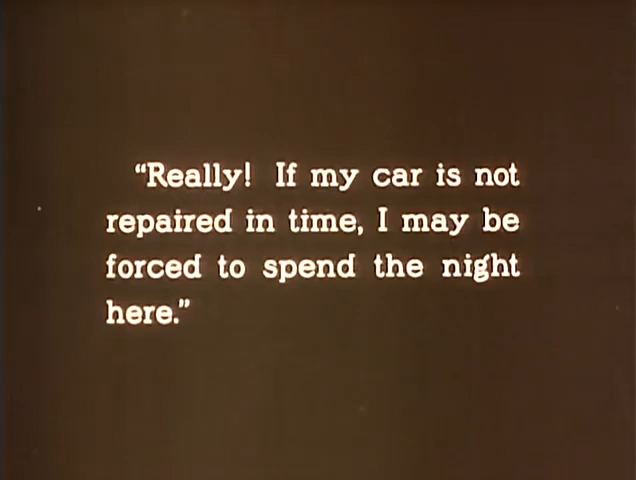 “Really! If my car is not
repaired in time, I may be
forced to spend the night
here.”